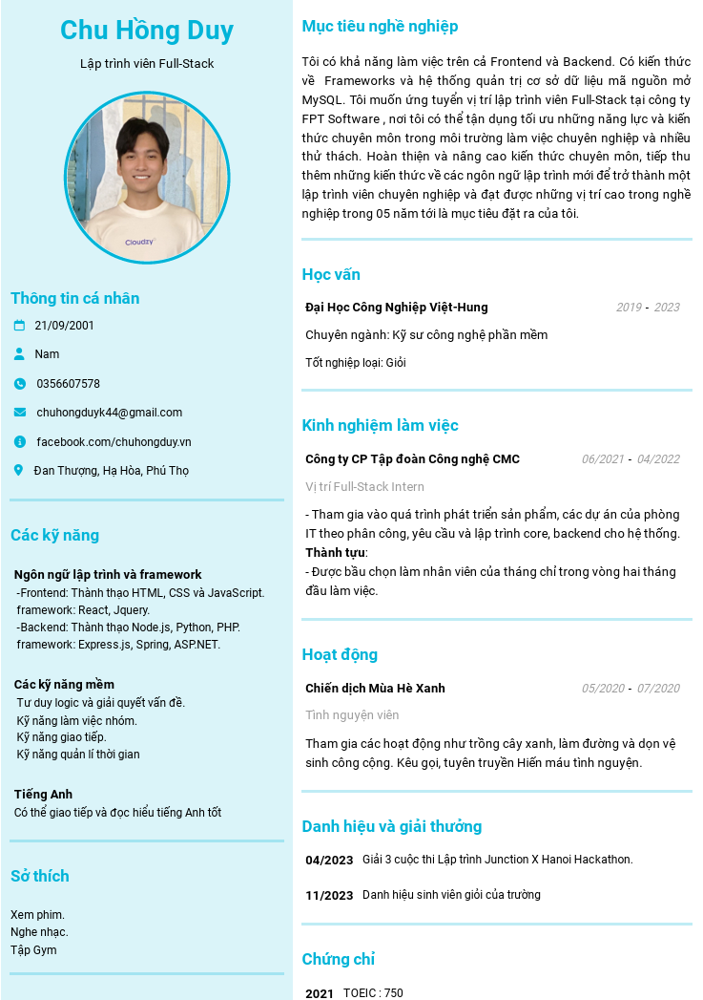 Chu Hồng Duy
Lập trình viên Full-Stack
Cloudzy
Thông tin cá nhân
21/09/2001
Nam
0356607578
chuhongduyk44@gmail.com
facebook.com/chuhongduy.vn
Đan Thượng, Hạ Hòa, Phú Thọ
Các kỹ năng
Ngôn ngữ lập trình và framework
-Frontend: Thành thạo HTML, CSS và JavaScript.
framework: React, Jquery.
-Backend: Thành thạo Node.js, Python, PHP.
framework: Express.js, Spring, ASP.NET.
Các kỹ năng mềm
Tư duy logic và giải quyết vấn đề.
Kỹ năng làm việc nhóm.
Kỹ năng giao tiếp.
Kỹ năng quản lí thời gian
Tiếng Anh
Có thể giao tiếp và đọc hiểu tiếng Anh tốt
Sở thích
Xem phim.
Nghe nhạc.
Tập Gym
Mục tiêu nghề nghiệp
Tôi có khả năng làm việc trên cả Frontend và Backend. Có kiến thức
về Frameworks và hệ thống quản trị cơ sở dữ liệu mã nguồn mở
MySQL. Tôi muốn ứng tuyển vị trí lập trình viên Full-Stack tại công ty
FPT Software , nơi tôi có thể tận dụng tối ưu những năng lực và kiến
thức chuyên môn trong môi trường làm việc chuyên nghiệp và nhiều
thử thách. Hoàn thiện và nâng cao kiến thức chuyên môn, tiếp thu
thêm những kiến thức về các ngôn ngữ lập trình mới để trở thành một
lập trình viên chuyên nghiệp và đạt được những vị trí cao trong nghề
nghiệp trong 05 năm tới là mục tiêu đặt ra của tôi.
Học vấn
Đại Học Công Nghiệp Việt-Hung 2019 - 2023
Chuyên ngành: Kỹ sư công nghệ phần mềm
Tốt nghiệp loại: Giỏi
Kinh nghiệm làm việc
Công ty CP Tập đoàn Công nghệ CMC 06/2021 - 04/2022
Vị trí Full-Stack Intern
- Tham gia vào quá trình phát triển sản phẩm, các dự án của phòng
IT theo phân công, yêu cầu và lập trình core, backend cho hệ thống.
Thành tựu:
- Được bầu chọn làm nhân viên của tháng chỉ trong vòng hai tháng
đầu làm việc.
Hoạt động
Chiến dịch Mùa Hè Xanh 05/2020 - 07/2020
Tình nguyện viên
Tham gia các hoạt động như trồng cây xanh, làm đường và dọn vệ
sinh công cộng. Kêu gọi, tuyên truyền Hiến máu tình nguyện.
Danh hiệu và giải thưởng
04/2023 Giải 3 cuộc thi Lập trình Junction X Hanoi Hackathon.
11/2023 Danh hiệu sinh viên giỏi của trường
Chứng chỉ
2021 TOEIC : 750